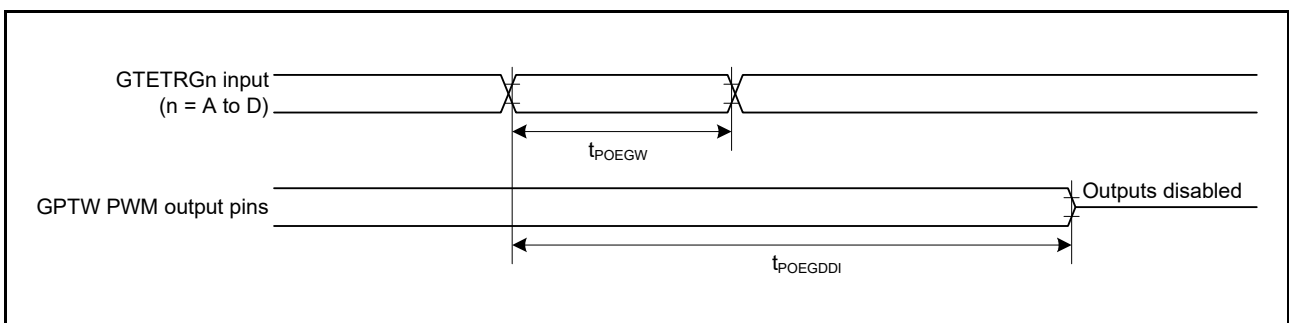 GTETRGn input
(n = A to D)
tPOEGW
GPTW PWM output pins
Outputs disabled
tPOEGDDI